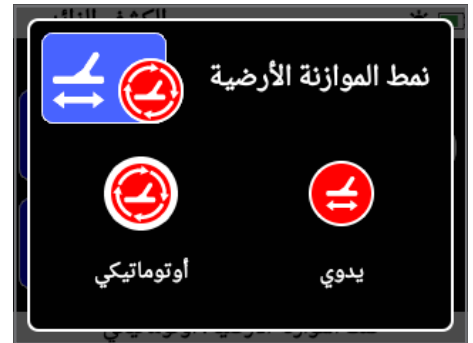 نمط الموازنة الأرضية
يدوي
أوتوماتيكي